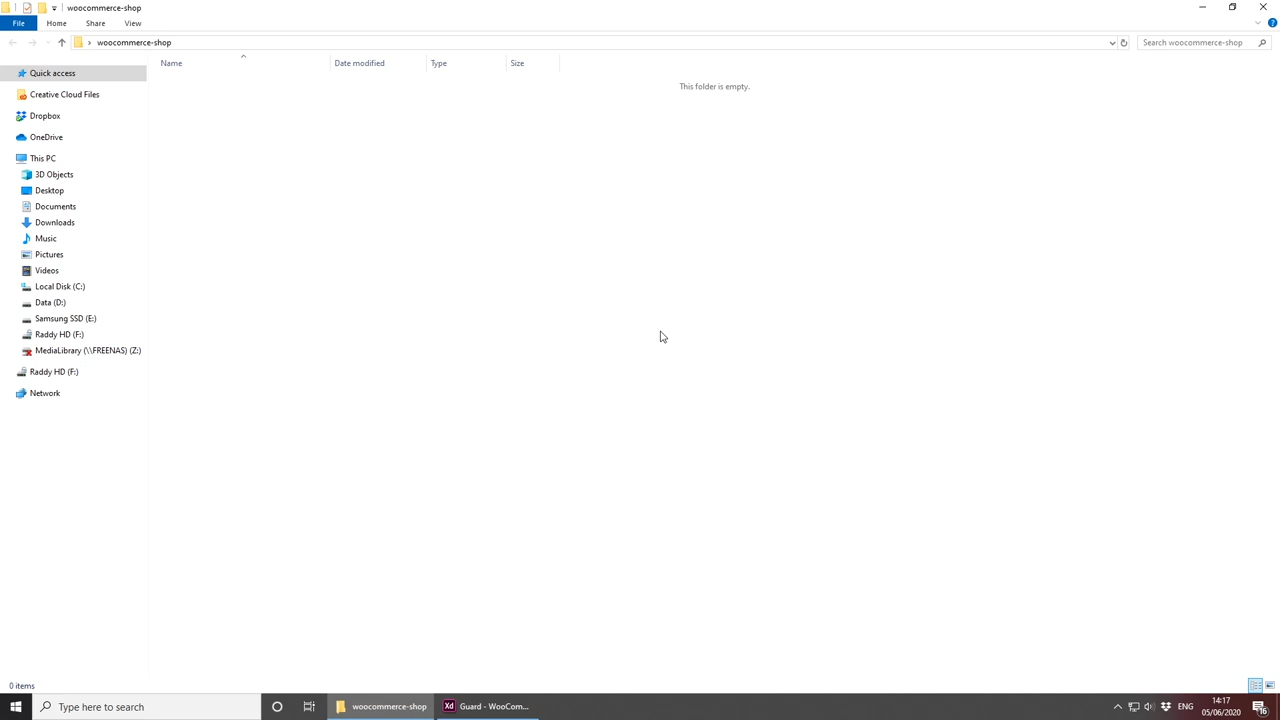 woocommerce-shop
File Home Share View
woocommerce-shop
Search woocommerce-shop
Name Date modified Type Size
This folder is empty.
Quick access
Creative Cloud Files
Dropbox
OneDrive
This PC
3D Objects
Desktop
Documents
Downloads
Music
Pictures
Videos
Local Disk (C:)
Data (D:)
Samsung SSD (E:)
Raddy HD (F:)
MediaLibrary (\\FREENAS) (Z:)
Raddy HD (F:)
Network
0 items
Type here to search
woocommerce-shop
Xd Guard - WooCom...
ENG
14:17
05/06/2020
16